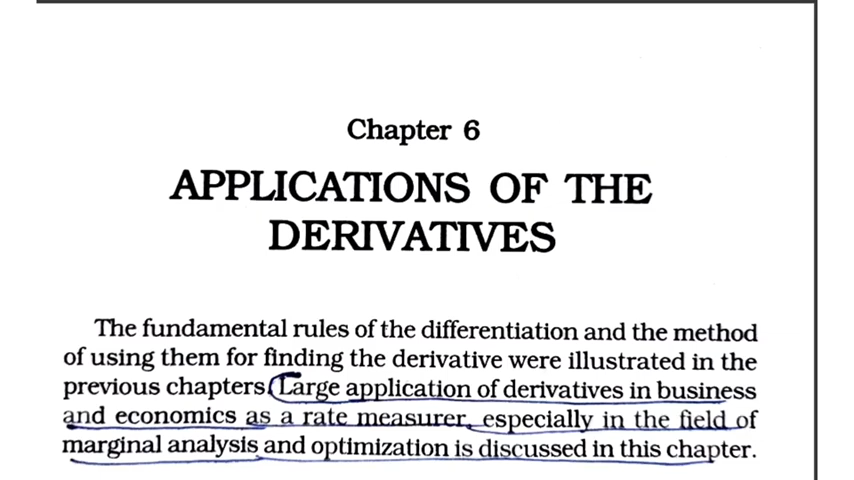 Chapter 6
APPLICATIONS OF THE
DERIVATIVES
The fundamental rules of the differentiation and the method
of using them for finding the derivative were illustrated in the
previous chapters. Large application of derivatives in business
and economics as a rate measurer, especially in the field of
marginal analysis and optimization is discussed in this chapter.